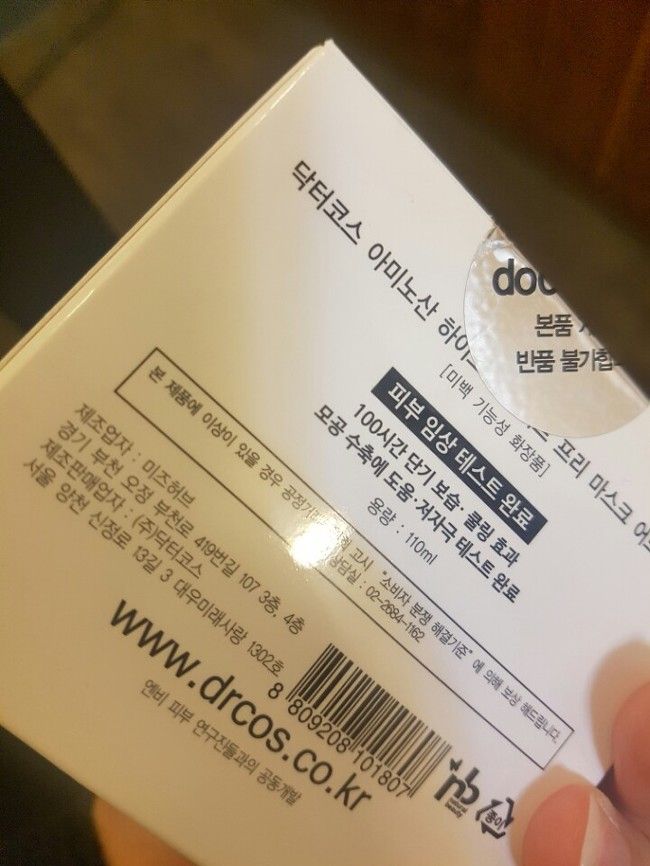 닥터코스 아미노산 하이 프리 마스크
[미백 기능성 화장품]
doc
본품
반품 불가합
피부 임상 테스트 완료
100시간 단기 보습·쿨링 효과
모공 수축에 도움·저자극 테스트 완료
용량 : 110ml
본 제품에 이상이 있을 경우 공정거 고시 "소비자 분쟁 해결기준" 에 의해 보상 해드립니다.
상담실 : 02-2684-1162
제조업자 : 미즈허브
경기 부천 오정 부천로 419번길 107 3층, 4층
제조판매업자 : (주)닥터코스
서울 양천 신정로 13길 3 대우미래사랑 1302호
www.drcos.co.kr
엔비 피부 연구진들과의 공동개발
8 809208 101807
nb
natural beauty
종이